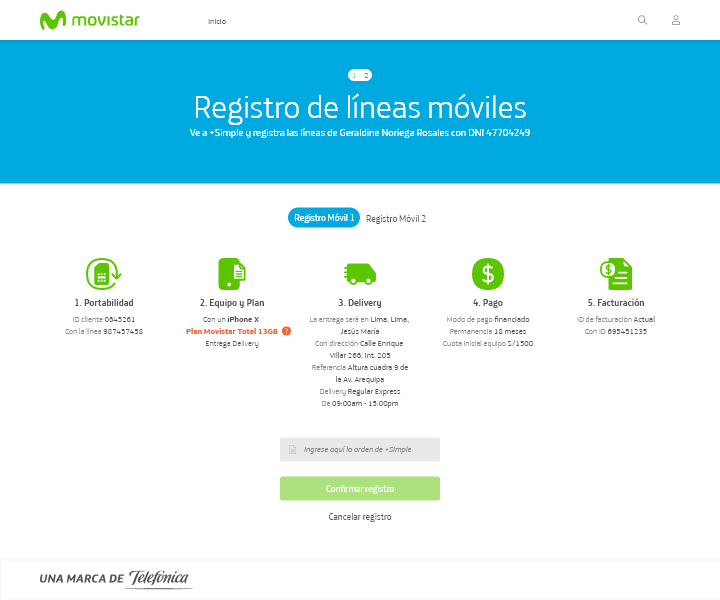 movistar
Inicio
1 2
Registro de líneas móviles
Ve a +Simple y registra las líneas de Geraldine Noriega Rosales con DNI 47704249
Registro Móvil 1
Registro Móvil 2
1. Portabilidad
ID cliente 0645261
Con la línea 987457458
2. Equipo y Plan
Con un iPhone X
Plan Movistar Total 13GB ?
Entrega Delivery
3. Delivery
La entrega será en Lima, Lima,
Jesús María
Con dirección Calle Enrique
Villar 266, Int. 205
Referencia Altura cuadra 9 de
la Av. Arequipa
Delivery Regular Express
De 09:00am - 15:00pm
4. Pago
Modo de pago financiado
Permanencia 18 meses
Cuota inicial equipo S/1500
5. Facturación
ID de facturación Actual
Con ID 695451235
Ingrese aquí la orden de +Simple
Confirmar registro
Cancelar registro
UNA MARCA DE Telefónica